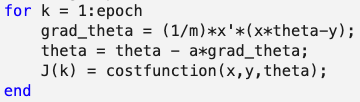 for k = 1:epoch
grad_theta = (1/m)*x'*(x*theta-y);
theta = theta - a*grad_theta;
J(k) = costfunction(x,y,theta);
end